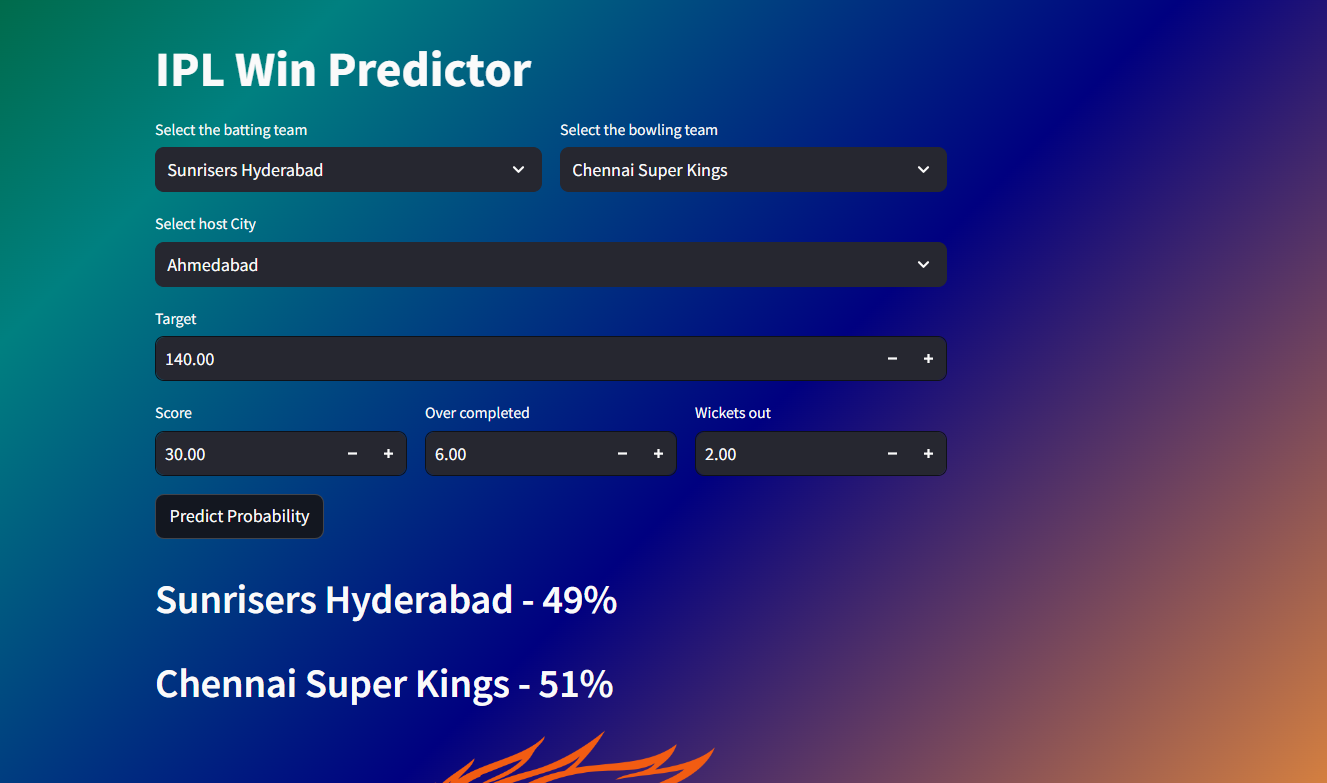 IPL Win Predictor
Select the batting team Select the bowling team
Sunrisers Hyderabad Chennai Super Kings
Select host City
Ahmedabad
Target
140.00
Score Over completed Wickets out
30.00 6.00 2.00
Predict Probability
Sunrisers Hyderabad - 49%
Chennai Super Kings - 51%